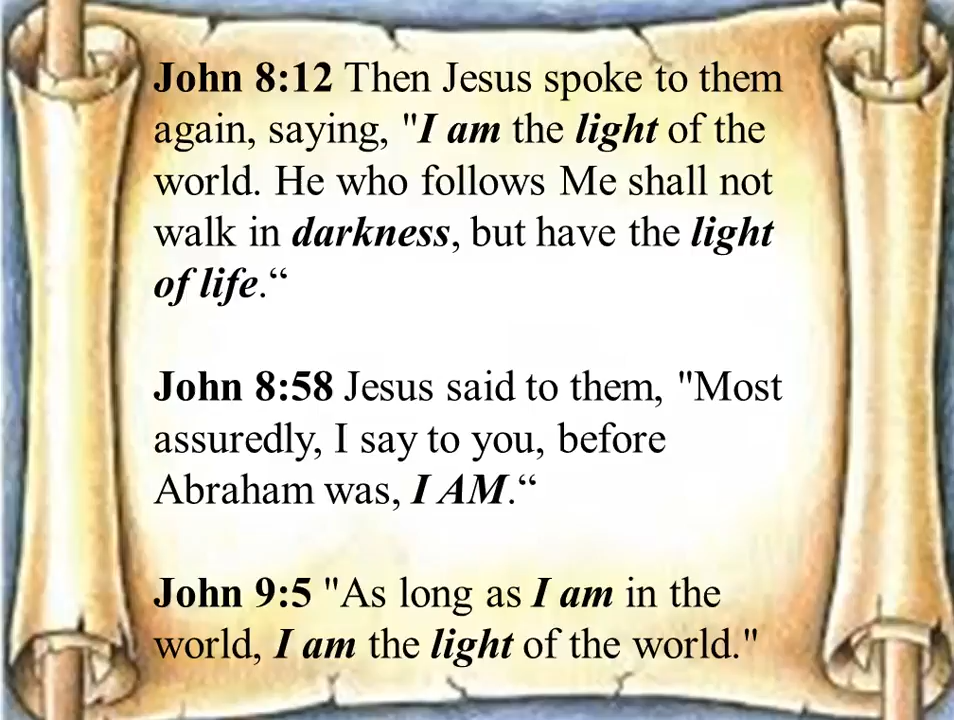 John 8:12 Then Jesus spoke to them
again, saying, "I am the light of the
world. He who follows Me shall not
walk in darkness, but have the light
of life.“
John 8:58 Jesus said to them, "Most
assuredly, I say to you, before
Abraham was, I AM.“
John 9:5 "As long as I am in the
world, I am the light of the world."